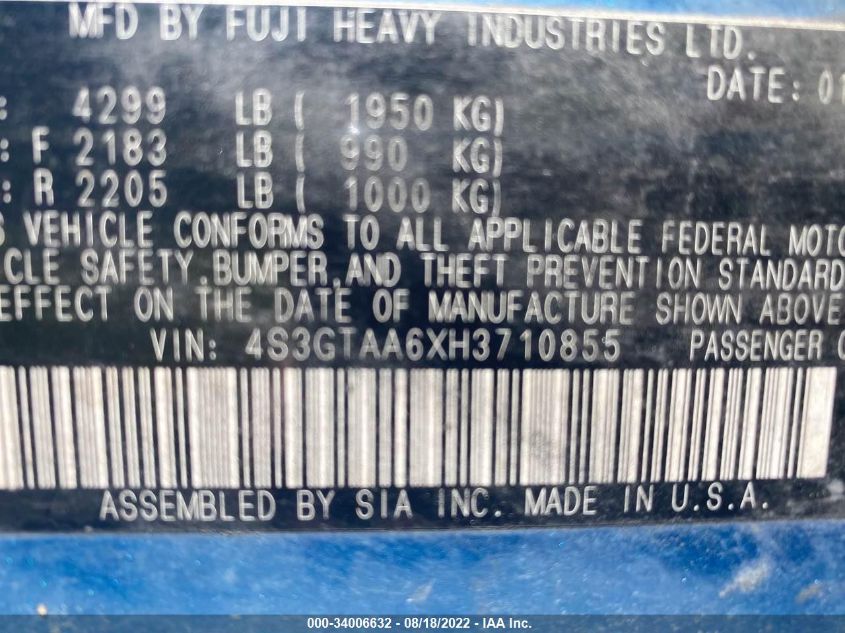 MFD BY FUJI HEAVY INDUSTRIES LTD.
DATE: 01
: 4299 LB ( 1950 KG)
: F 2183 LB ( 990 KG)
: R 2205 LB ( 1000 KG)
S VEHICLE CONFORMS TO ALL APPLICABLE FEDERAL MOTO
CLE SAFETY,BUMPER,AND THEFT PREVENTION STANDARD
EFFECT ON THE DATE OF MANUFACTURE SHOWN ABOVE
VIN: 4S3GTAA6XH3710855 PASSENGER C
ASSEMBLED BY SIA INC. MADE IN U.S.A.
000-34006632 - 08/18/2022 - IAA Inc.